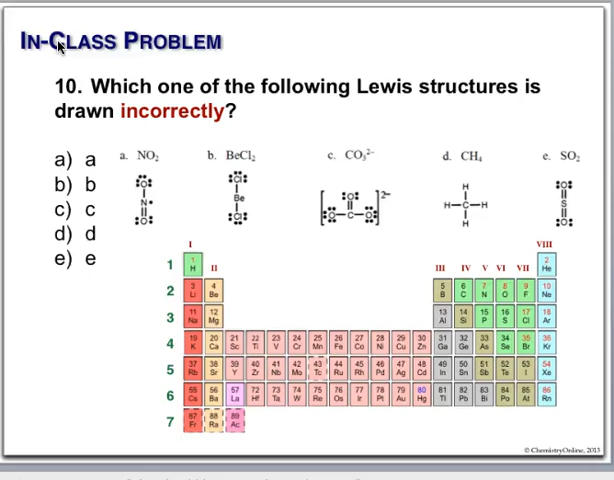 IN-CLASS PROBLEM
10. Which one of the following Lewis structures is
drawn incorrectly?
a) a
b) b
c) c
d) d
e) e
a. NO₂ b. BeCl₂ c. CO₃²⁻ d. CH₄ e. SO₂
O
N
O
Cl
Be
Cl
O
O C O 2-
H
H C H
H
O
S
O
I VIII
1 1 H 2 He
II III IV V VI VII
2 3 Li 4 Be 5 B 6 C 7 N 8 O 9 F 10 Ne
3 11 Na 12 Mg 13 Al 14 Si 15 P 16 S 17 Cl 18 Ar
4 19 K 20 Ca 21 Sc 22 Ti 23 V 24 Cr 25 Mn 26 Fe 27 Co 28 Ni 29 Cu 30 Zn 31 Ga 32 Ge 33 As 34 Se 35 Br 36 Kr
5 37 Rb 38 Sr 39 Y 40 Zr 41 Nb 42 Mo 43 Tc 44 Ru 45 Rh 46 Pd 47 Ag 48 Cd 49 In 50 Sn 51 Sb 52 Te 53 I 54 Xe
6 55 Cs 56 Ba 57 La 72 Hf 73 Ta 74 W 75 Re 76 Os 77 Ir 78 Pt 79 Au 80 Hg 81 Tl 82 Pb 83 Bi 84 Po 85 At 86 Rn
7 87 Fr 88 Ra 89 Ac
© ChemistryOnline, 2013